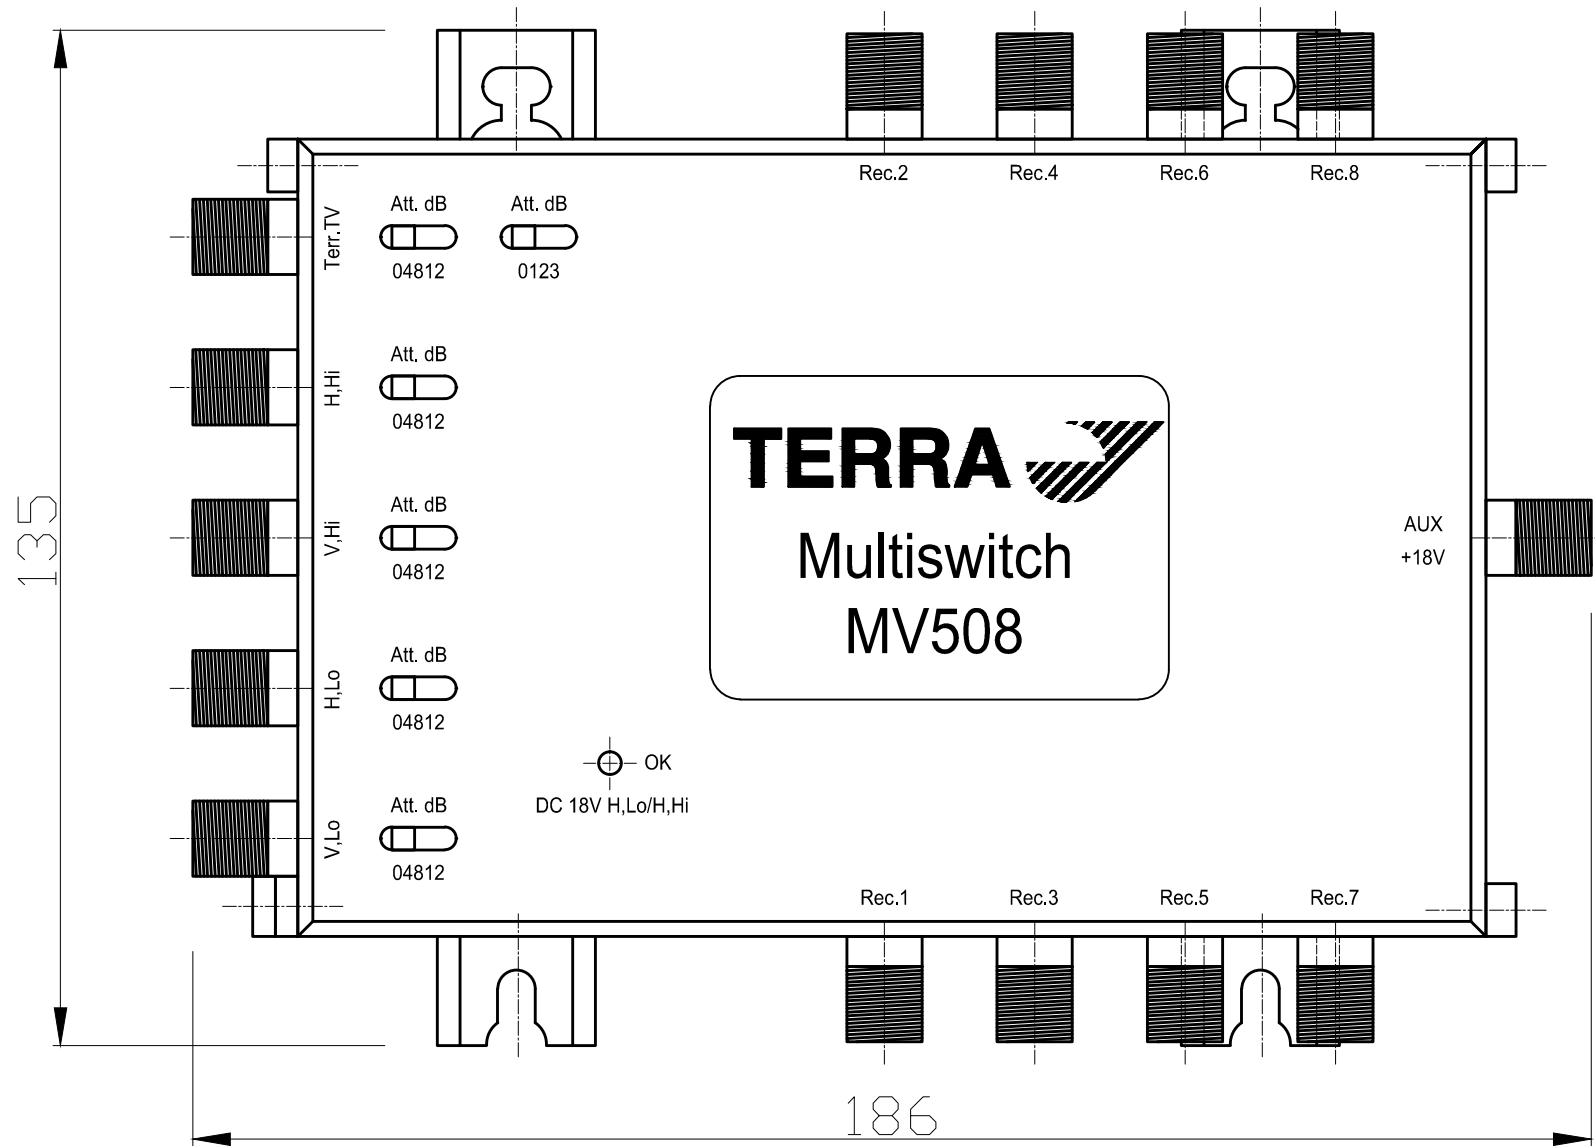 Rec.2 Rec.4 Rec.6 Rec.8
Terr.TV
Att. dB Att. dB
04812 0123
H,Hi
Att. dB
04812
V,Hi
Att. dB
04812
H,Lo
Att. dB
04812
V,Lo
Att. dB
04812
TERRA
Multiswitch
MV508
AUX
+18V
OK
DC 18V H,Lo/H,Hi
Rec.1 Rec.3 Rec.5 Rec.7
135
186